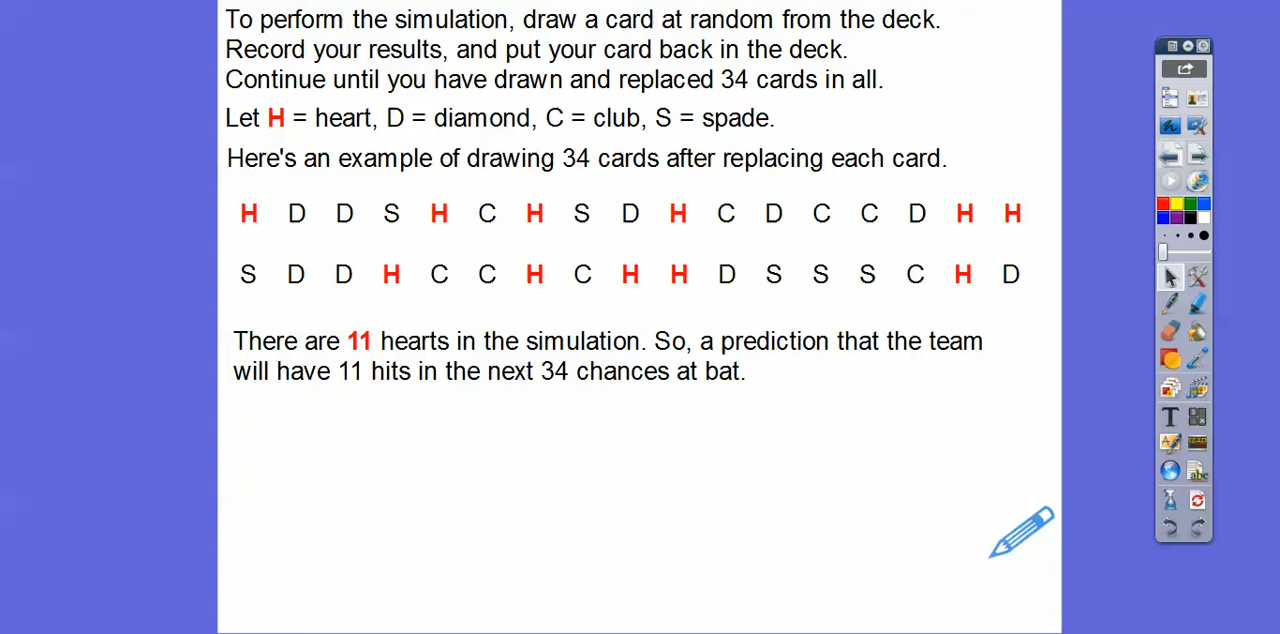 To perform the simulation, draw a card at random from the deck.
Record your results, and put your card back in the deck.
Continue until you have drawn and replaced 34 cards in all.
Let H = heart, D = diamond, C = club, S = spade.
Here's an example of drawing 34 cards after replacing each card.
H D D S H C H S D H C D C C D H H
S D D H C C H C H H D S S S C H D
There are 11 hearts in the simulation. So, a prediction that the team
will have 11 hits in the next 34 chances at bat.
T
abc